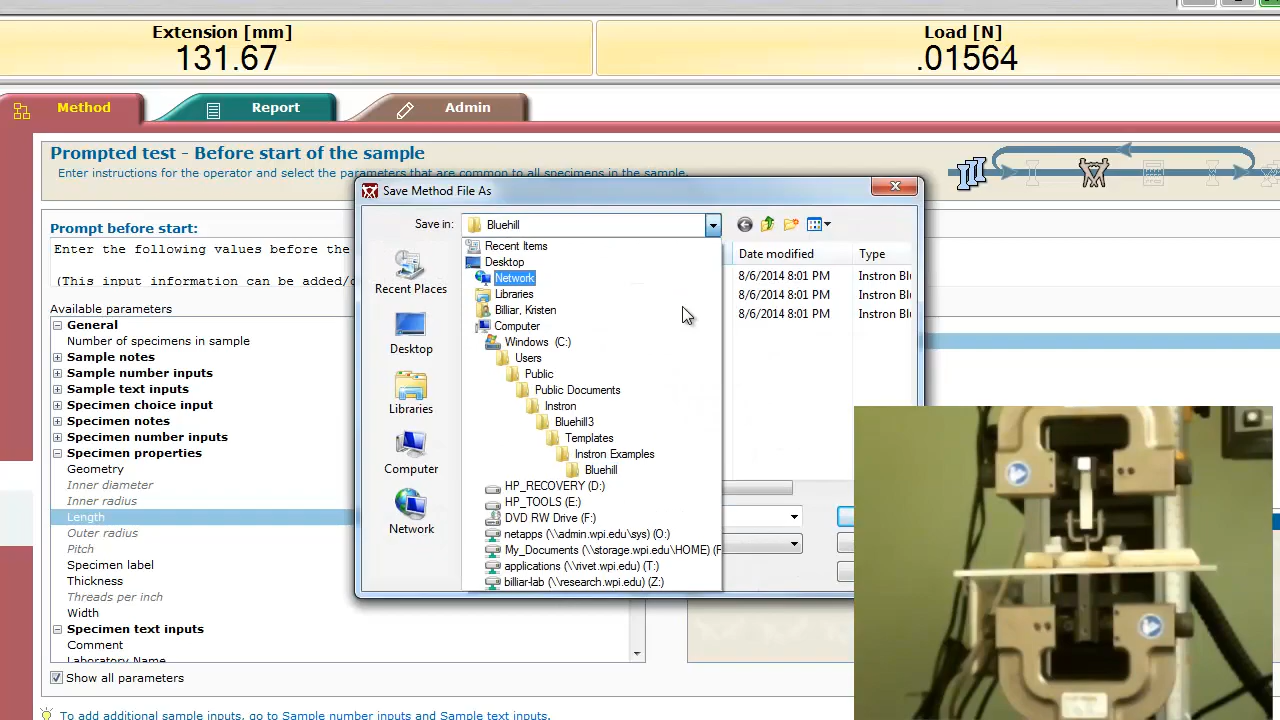 Extension [mm]
131.67
Load [N]
.01564
Method
Report
Admin
Prompted test - Before start of the sample
Enter instructions for the operator and select the parameters that are common to all specimens in the sample.
Save Method File As
Save in:
Bluehill
Prompt before start:
Enter the following values before the
(This input information can be added/
Available parameters
General
Number of specimens in sample
Sample notes
Sample number inputs
Sample text inputs
Specimen choice input
Specimen notes
Specimen number inputs
Specimen properties
Geometry
Inner diameter
Inner radius
Length
Outer radius
Pitch
Specimen label
Thickness
Threads per inch
Width
Specimen text inputs
Comment
Laboratory Name
Show all parameters
To add additional sample inputs, go to Sample number inputs and Sample text inputs.
Recent Places
Desktop
Libraries
Computer
Network
Recent Items
Desktop
Network
Libraries
Billiar, Kristen
Computer
Windows (C:)
Users
Public
Public Documents
Instron
Bluehill3
Templates
Instron Examples
Bluehill
HP_RECOVERY (D:)
HP_TOOLS (E:)
DVD RW Drive (F:)
netapps (\\admin.wpi.edu\sys) (O:)
My_Documents (\\storage.wpi.edu\HOME) (F
applications (\\rivet.wpi.edu) (T:)
billiar-lab (\\research.wpi.edu) (Z:)
Date modified
Type
8/6/2014 8:01 PM
Instron Bl
8/6/2014 8:01 PM
Instron Bl
8/6/2014 8:01 PM
Instron Bl